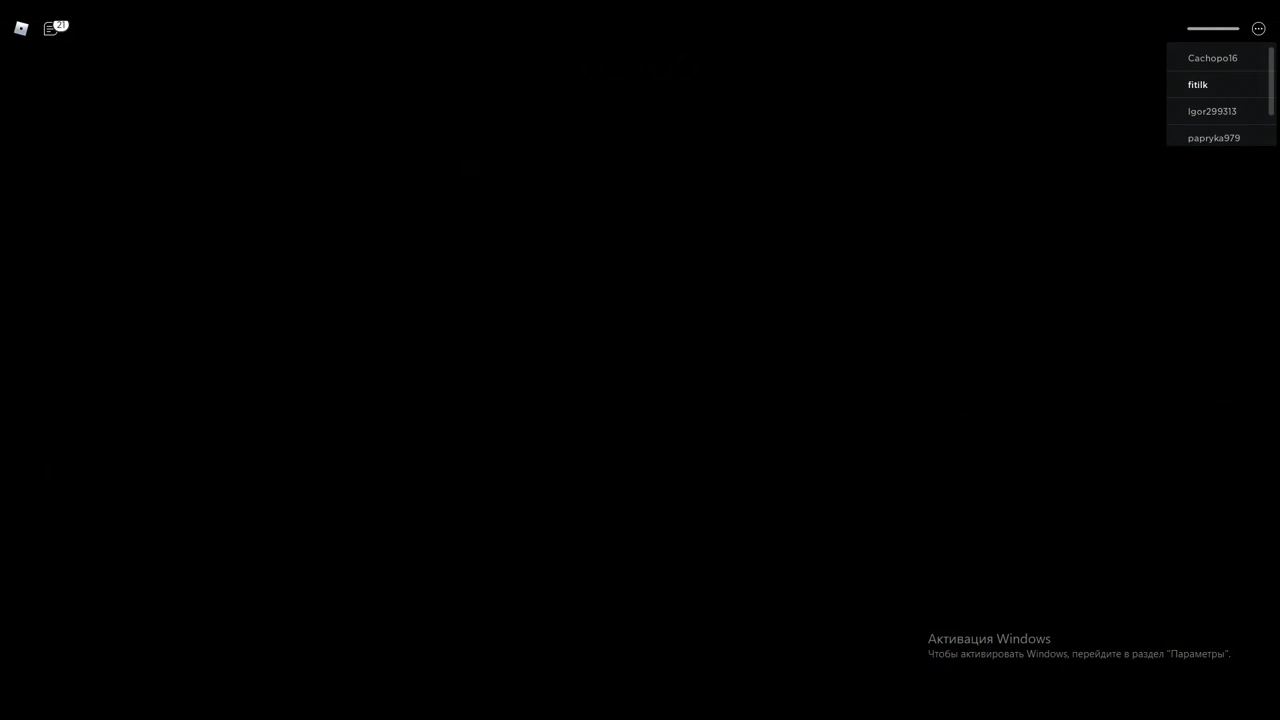 21
Cachopo16
fitilk
Igor299313
papryka979
Активация Windows
Чтобы активировать Windows, перейдите в раздел "Параметры".